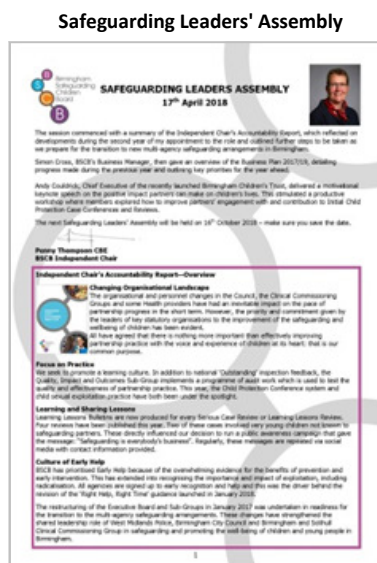 Safeguarding Leaders' Assembly
Birmingham
Safeguarding
Children
Board
SAFEGUARDING LEADERS ASSEMBLY
17th April 2018
The session commenced with a summary of the Independent Chair's Accountability Report, which reflected on
developments during the second year of my appointment to the role and outlined further steps to be taken as
we prepare for the transition to new multi-agency safeguarding arrangements in Birmingham.
Simon Cross, BSCB's Business Manager, then gave an overview of the Business Plan 2017/19, detailing
progress made during the previous year and outlining key priorities for the year ahead.
Andy Couldrick, Chief Executive of the recently launched Birmingham Children's Trust, delivered a motivational
keynote speech on the positive impact partners can make on children's lives. This stimulated a productive
workshop where members explored how to improve partners' engagement with and contribution to Initial Child
Protection Case Conferences and Reviews.
The next Safeguarding Leaders' Assembly will be held on 16th October 2018 – make sure you save the date.
Penny Thompson CBE
BSCB Independent Chair
Independent Chair's Accountability Report—Overview
Changing Organisational Landscape
The organisational and personnel changes in the Council, the Clinical Commissioning
Groups and some Health providers have had an inevitable impact on the pace of
partnership progress in the short term. However, the priority and commitment given by
the leaders of key statutory organisations to the improvement of the safeguarding and
wellbeing of children has been evident.
All have agreed that there is nothing more important than effectively improving
partnership practice with the voice and experience of children at its heart; that is our
common purpose.
Focus on Practice
We seek to promote a learning culture. In addition to national 'Outstanding' inspection feedback, the
Quality, Impact and Outcomes Sub-Group implements a programme of audit work which is used to test the
quality and effectiveness of partnership practice. This year, the Child Protection Conference system and
child sexual exploitation practice have both been under the spotlight.
Learning and Sharing Lessons
Learning Lessons Bulletins are now produced for every Serious Case Review or Learning Lessons Review.
Four reviews have been published this year. Two of these cases involved very young children not known to
safeguarding partners. These directly influenced our decision to run a public awareness campaign that gave
the message: "Safeguarding is everybody's business". Regularly, these messages are repeated via social
media with contact information provided.
Culture of Early Help
BSCB has prioritised Early Help because of the overwhelming evidence for the benefits of prevention and
early intervention. This has extended into recognising the importance and impact of exploitation, including
radicalisation. All agencies are signed up to early recognition and help and this was the driver behind the
revision of the 'Right Help, Right Time' guidance launched in January 2018.
The restructuring of the Executive Board and Sub-Groups in January 2017 was undertaken in readiness for
the transition to the multi-agency safeguarding arrangements. These changes have strengthened the
shared leadership role of West Midlands Police, Birmingham City Council and Birmingham and Solihull
Clinical Commissioning Group in safeguarding and promoting the well-being of children and young people in
Birmingham.